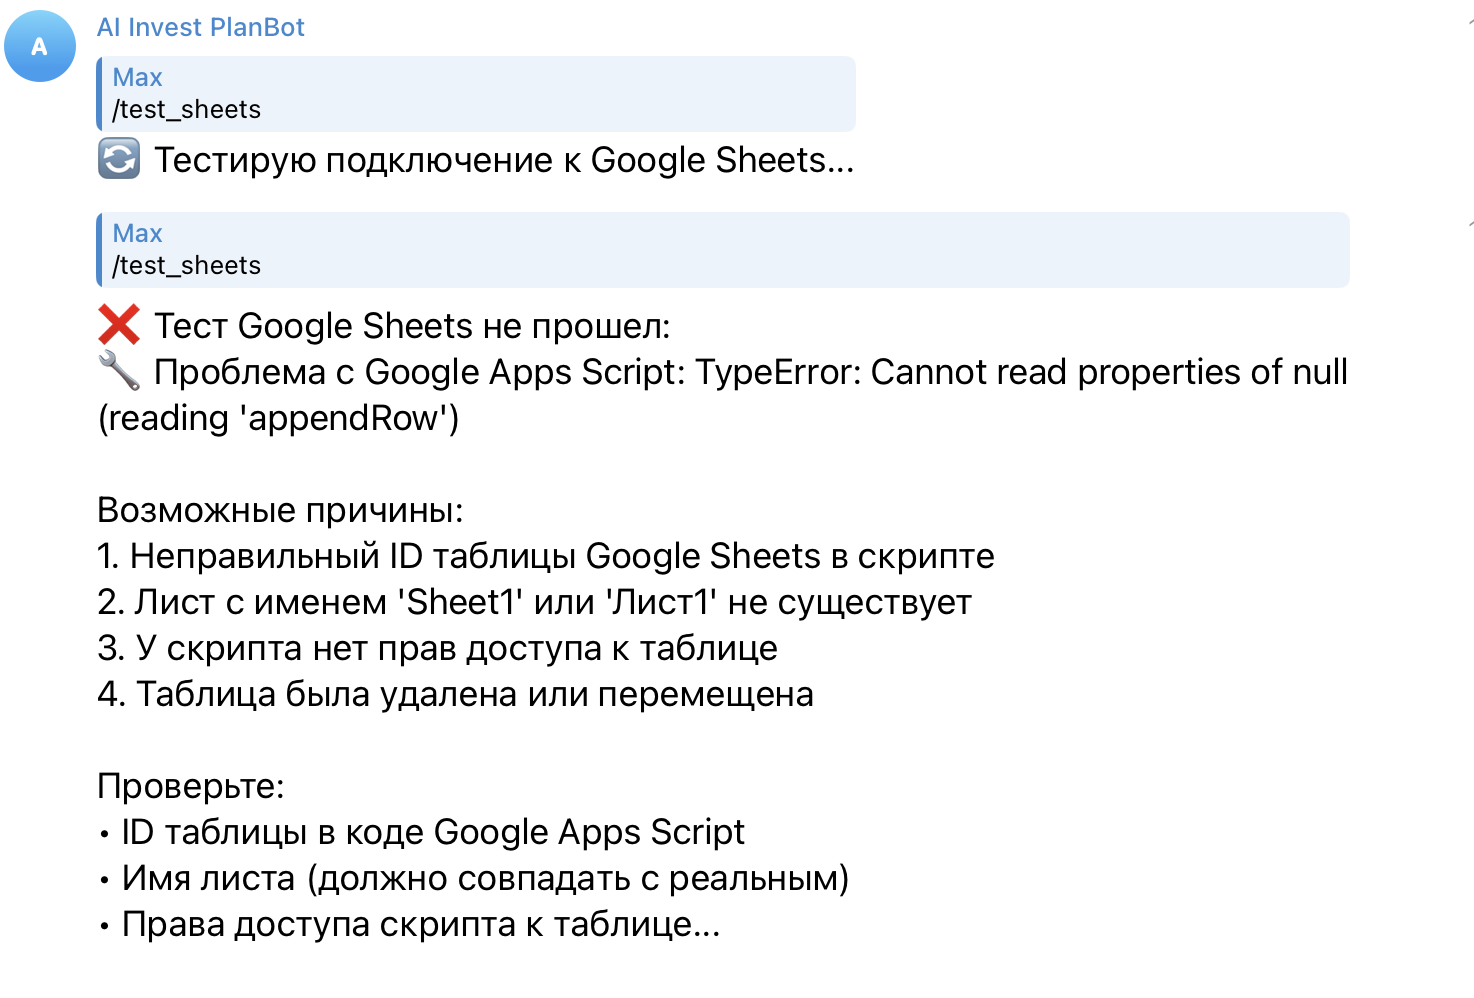 A
AI Invest PlanBot
Max
/test_sheets
Тестирую подключение к Google Sheets...
Max
/test_sheets
Тест Google Sheets не прошел:
Проблема с Google Apps Script: TypeError: Cannot read properties of null
(reading 'appendRow')
Возможные причины:
1. Неправильный ID таблицы Google Sheets в скрипте
2. Лист с именем 'Sheet1' или 'Лист1' не существует
3. У скрипта нет прав доступа к таблице
4. Таблица была удалена или перемещена
Проверьте:
• ID таблицы в коде Google Apps Script
• Имя листа (должно совпадать с реальным)
• Права доступа скрипта к таблице...